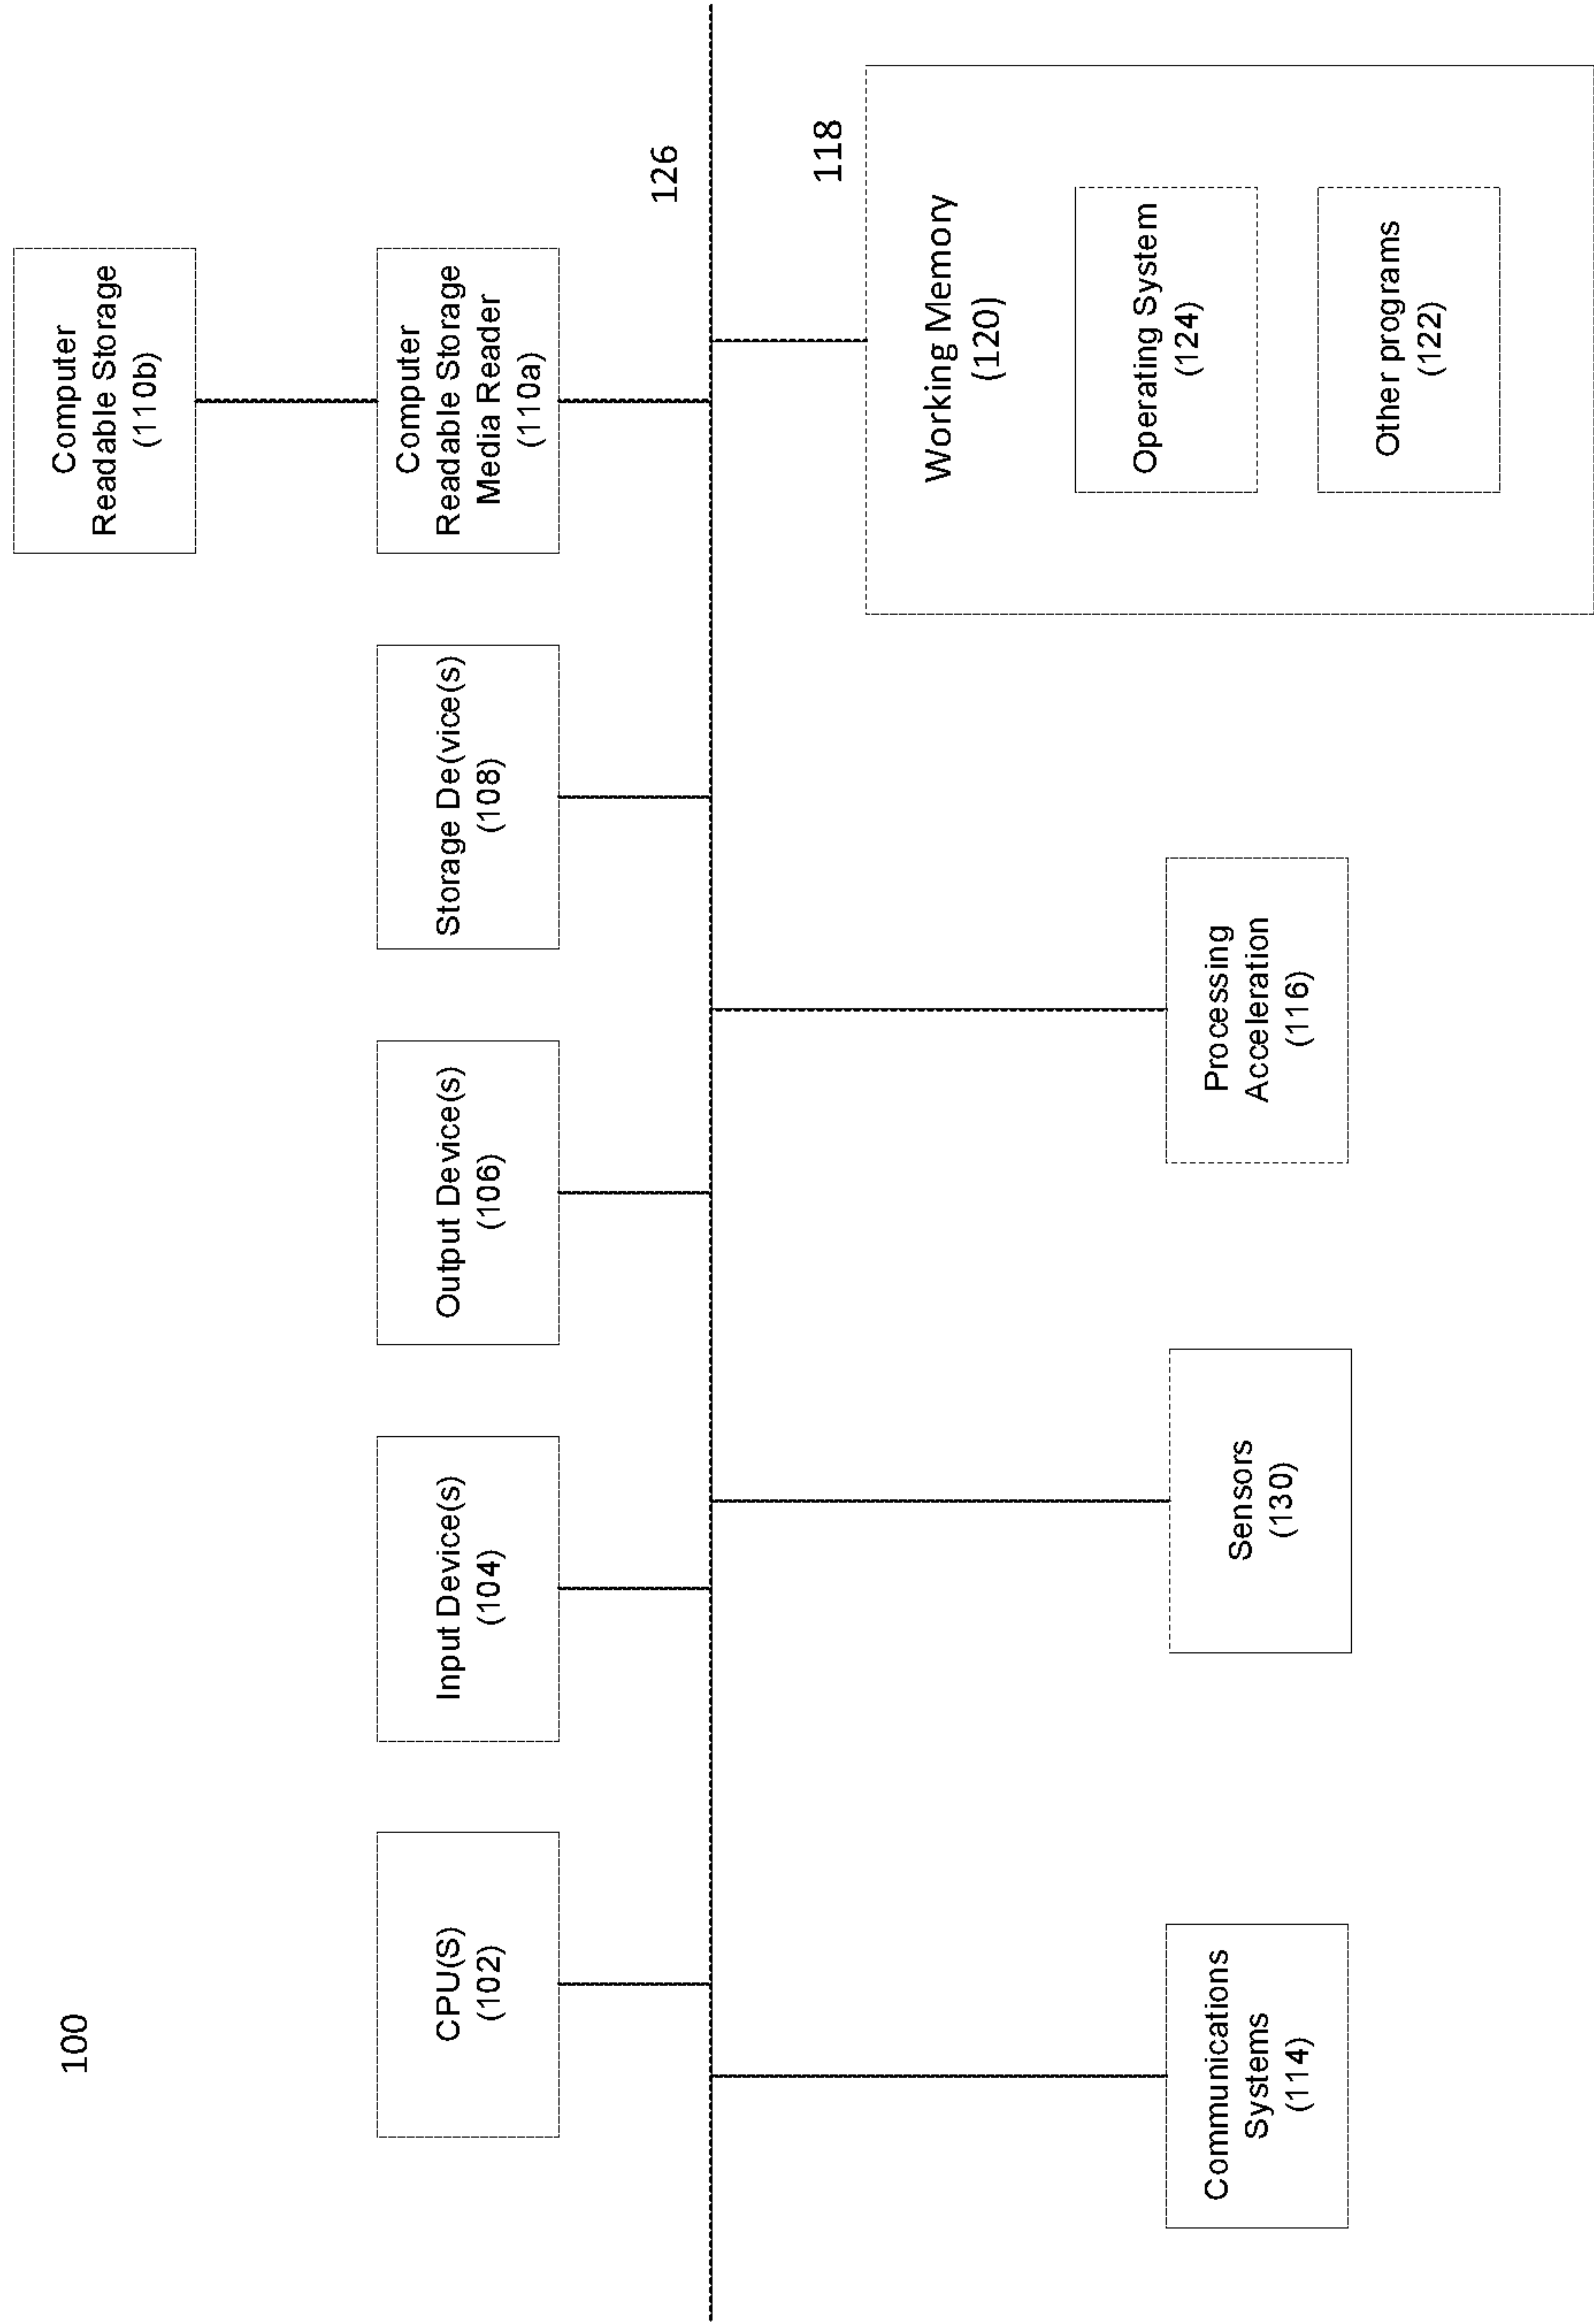 100
CPU(S)
(102)
Input Device(s)
(104)
Output Device(s)
(106)
Storage De(vice(s)
(108)
Computer
Readable Storage
Media Reader
(110a)
Computer
Readable Storage
(110b)
126
118
Communications
Systems
(114)
Sensors
(130)
Processing
Acceleration
(116)
Working Memory
(120)
Operating System
(124)
Other programs
(122)